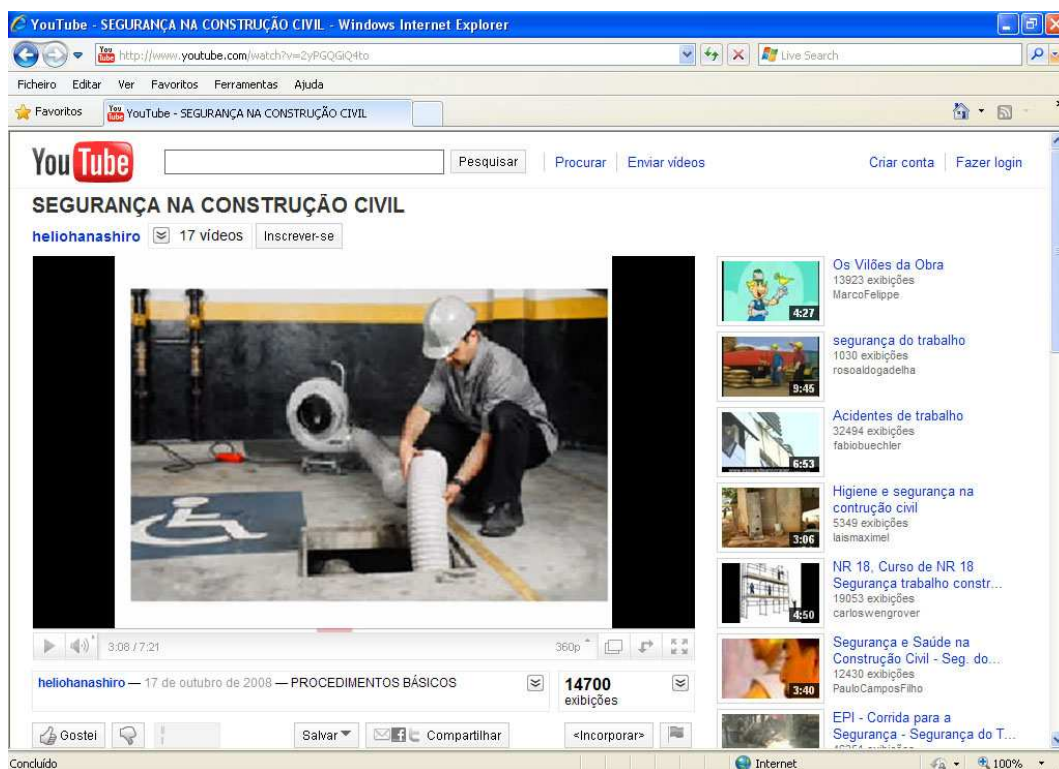 YouTube - SEGURANÇA NA CONSTRUÇÃO CIVIL - Windows Internet Explorer
http://www.youtube.com/watch?v=2yPGQGiQ4to
Live Search
Ficheiro Editar Ver Favoritos Ferramentas Ajuda
Favoritos
YouTube - SEGURANÇA NA CONSTRUÇÃO CIVIL
YouTube
Pesquisar
Procurar
Enviar vídeos
Criar conta
Fazer login
SEGURANÇA NA CONSTRUÇÃO CIVIL
heliohanashiro
17 vídeos
Inscrever-se
3:08 / 7:21
360p
heliohanashiro — 17 de outubro de 2008 — PROCEDIMENTOS BÁSICOS
14700
exibições
Gostei
Salvar
Compartilhar
<Incorporar>
Os Vilões da Obra
13923 exibições
MarcoFelippe
4:27
segurança do trabalho
1030 exibições
rosoaldogadelha
9:45
Acidentes de trabalho
32494 exibições
fabiobuechler
6:53
Higiene e segurança na
contrução civil
5349 exibições
laismaximel
3:06
NR 18, Curso de NR 18
Segurança trabalho constr...
19053 exibições
carloswengrover
4:50
Segurança e Saúde na
Construção Civil - Seg. do...
12430 exibições
PauloCamposFilho
3:40
EPI - Corrida para a
Segurança - Segurança do T...
Concluído
Internet
100%